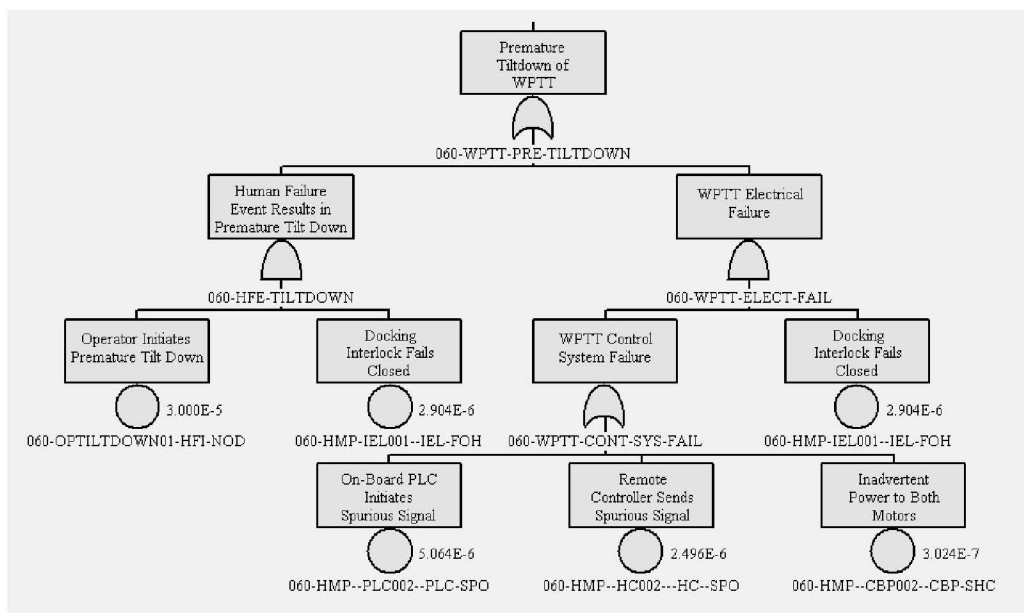 Premature
Tiltdown of
WPTT
060-WPTT-PRE-TILTDOWN
Human Failure
Event Results in
Premature Tilt Down
060-HFE-TILTDOWN
WPTT Electrical
Failure
060-WPTT-ELECT-FAIL
Operator Initiates
Premature Tilt Down
3.000E-5
060-OPTILTDOWN01-HFI-NOD
Docking
Interlock Fails
Closed
2.904E-6
060-HMP-IEL001--IEL-FOH
WPTT Control
System Failure
060-WPTT-CONT-SYS-FAIL
Docking
Interlock Fails
Closed
2.904E-6
060-HMP-IEL001--IEL-FOH
On-Board PLC
Initiates
Spurious Signal
5.064E-6
060-HMP--PLC002--PLC-SPO
Remote
Controller Sends
Spurious Signal
2.496E-6
060-HMP--HC002---HC--SPO
Inadvertent
Power to Both
Motors
3.024E-7
060-HMP--CBP002--CBP-SHC